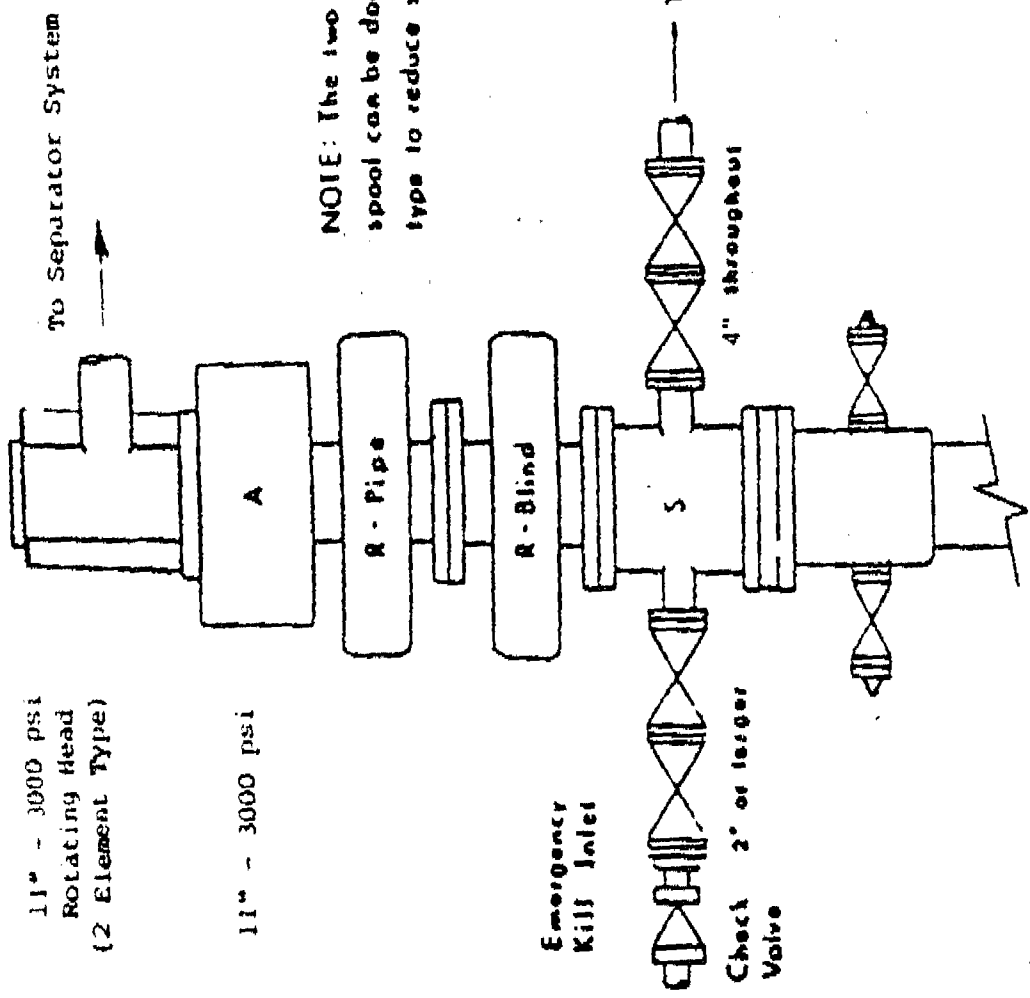 11" - 3000 psi
Rotating Head
(2 Element Type)
To Separator System
11" - 3000 psi
A
NOTE: The two
spool can be
type to reduce
R - Pipe
R - Blind
Emergency
Kill Inlet
S
Check
Valve
2" or larger
4" throughout